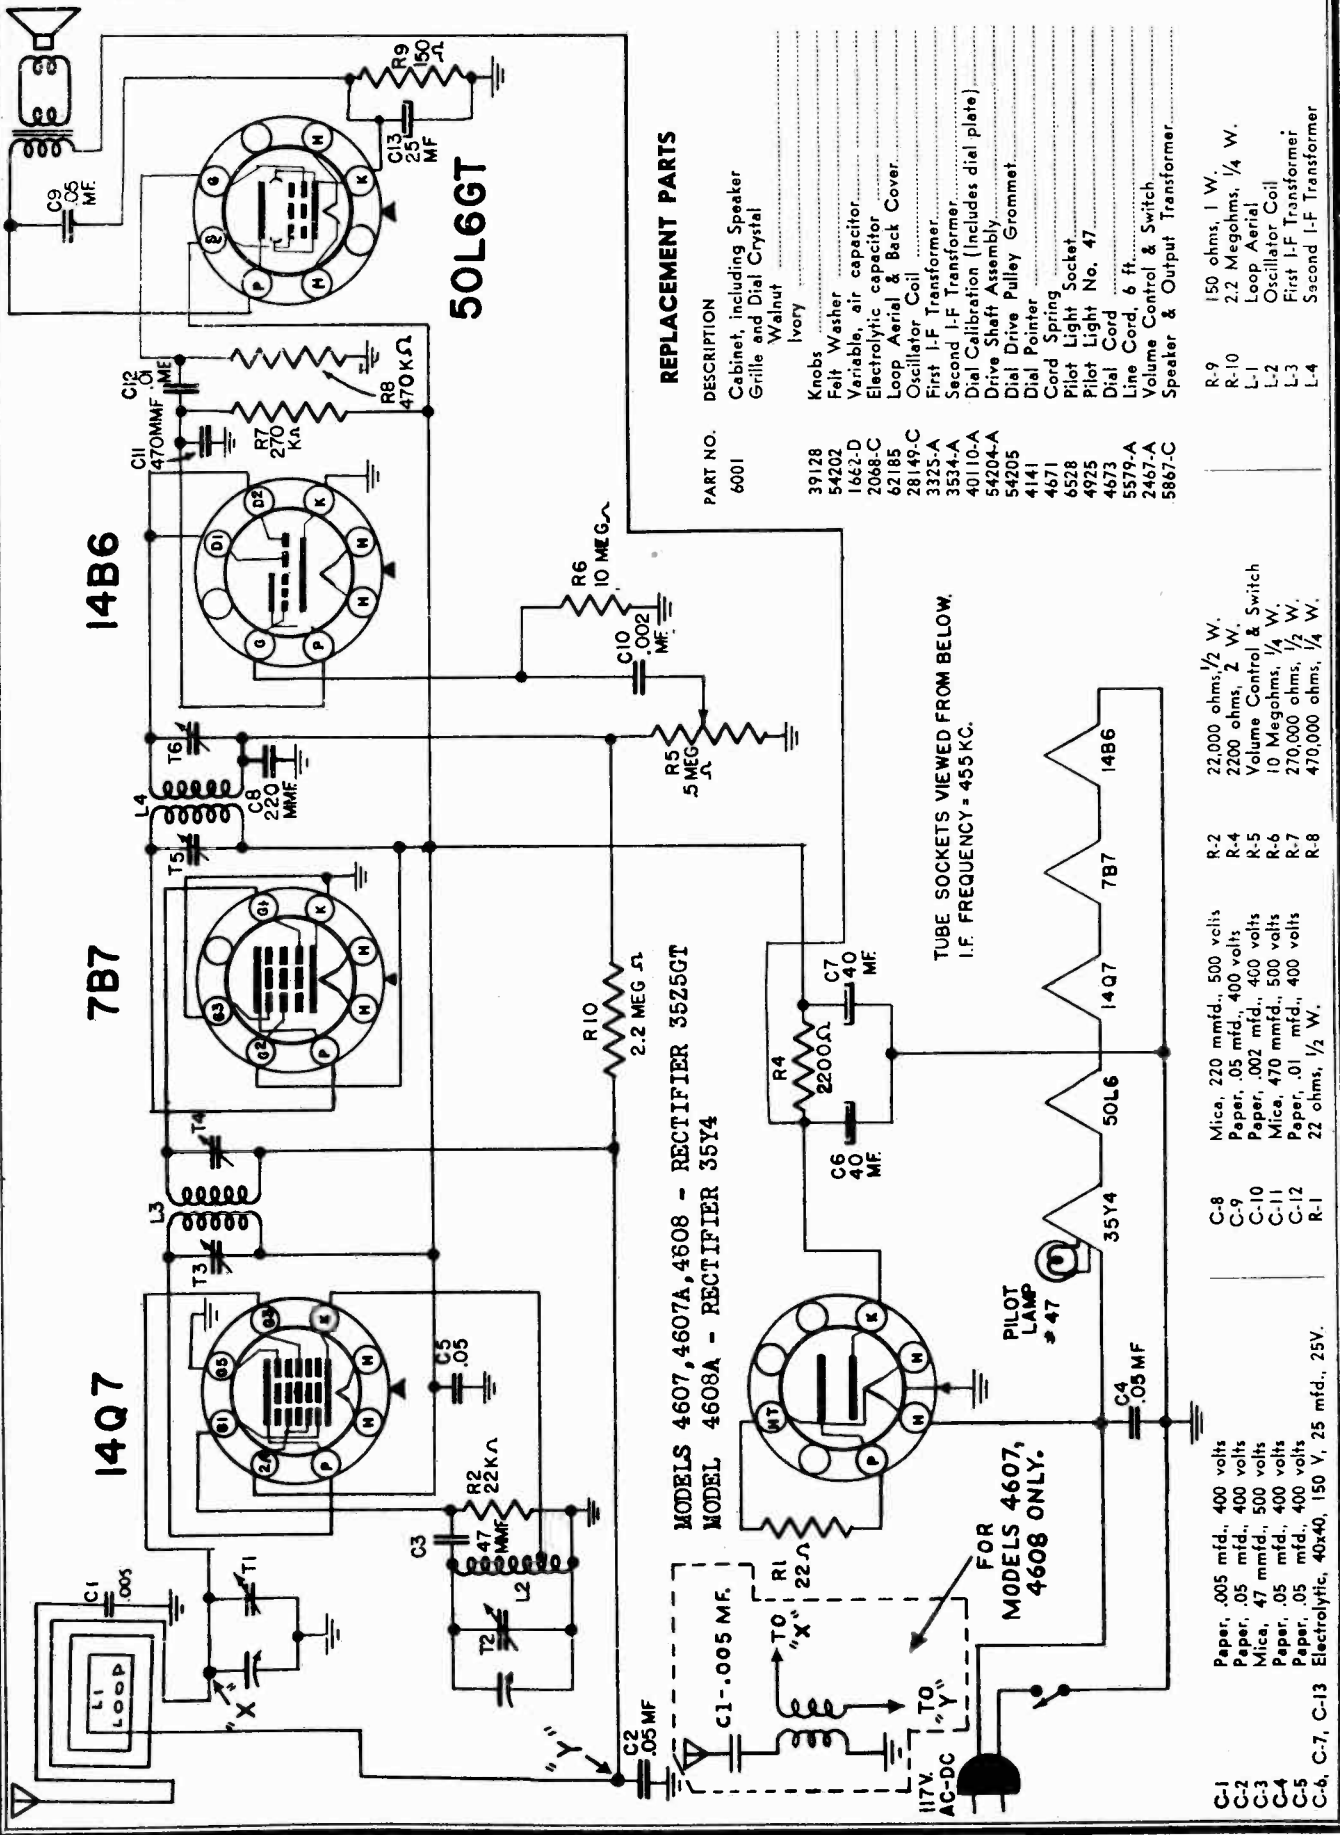 14Q7
7B7
14B6
50L6GT
L1
LOOP
C1
.005
"X"
T1
"Y"
C2
.05 MF
T2
L2
C3
47
MMF
R2
22KΩ
C5
.05
G1
G5
K
H
H
P
T3
L3
T4
G2
G3
G1
K
H
H
P
T5
L4
T6
C8
220
MMF
G
D1
D2
K
H
H
P
C11
470MMF
C12
.01
R7
270
KΩ
R8
470KΩ
P
G
K
H
H
C9
.05
MF.
C13
25
MF
R9
150
Ω
R10
2.2 MEG Ω
R5
.5 MEG
Ω
C10
.002
MF.
R6
10 MEG Ω
MODELS 4607,4607A,4608 - RECTIFIER 35Z5GT
MODEL 4608A - RECTIFIER 35Y4
C1-.005 MF.
TO
"X"
TO
"Y"
FOR
MODELS 4607,
4608 ONLY.
117V.
AC-DC
R1
22Ω
HT
K
H
H
P
R4
2200Ω
C6
40
MF.
C7
40
MF.
PILOT
LAMP
#47
C4
.05 MF
35Y4
50L6
14Q7
7B7
14B6
TUBE SOCKETS VIEWED FROM BELOW.
I.F. FREQUENCY = 455 KC.
REPLACEMENT PARTS
PART NO. DESCRIPTION
6001 Cabinet, including Speaker
Grille and Dial Crystal
Walnut
Ivory
39128 Knobs
54202 Felt Washer
1662-D Variable, air capacitor
2068-C Electrolytic capacitor
62185 Loop Aerial & Back Cover
28149-C Oscillator Coil
3325-A First I-F Transformer
3534-A Second I-F Transformer
40110-A Dial Calibration (Includes dial plate)
54204-A Drive Shaft Assembly
54205 Dial Drive Pulley Grommet
4141 Dial Pointer
4671 Cord Spring
6528 Pilot Light Socket
4925 Pilot Light No. 47
4673 Dial Cord
5579-A Line Cord, 6 ft.
2467-A Volume Control & Switch
5867-C Speaker & Output Transformer
C-1 Paper, .005 mfd., 400 volts
C-2 Paper, .05 mfd., 400 volts
C-3 Mica, 47 mmfd., 500 volts
C-4 Paper, .05 mfd., 400 volts
C-5 Paper, .05 mfd., 400 volts
C-6, C-7, C-13 Electrolytic, 40x40, 150 V, 25 mfd., 25V.
C-8 Mica, 220 mmfd., 500 volts
C-9 Paper, .05 mfd., 400 volts
C-10 Paper, .002 mfd., 400 volts
C-11 Mica, 470 mmfd., 500 volts
C-12 Paper, .01 mfd., 400 volts
R-1 22 ohms, 1/2 W.
R-2 22,000 ohms, 1/2 W.
R-4 2200 ohms, 2 W.
R-5 Volume Control & Switch
R-6 10 Megohms, 1/4 W.
R-7 270,000 ohms, 1/2 W.
R-8 470,000 ohms, 1/4 W.
R-9 150 ohms, 1 W.
R-10 2.2 Megohms, 1/4 W.
L-1 Loop Aerial
L-2 Oscillator Coil
L-3 First I-F Transformer
L-4 Second I-F Transformer